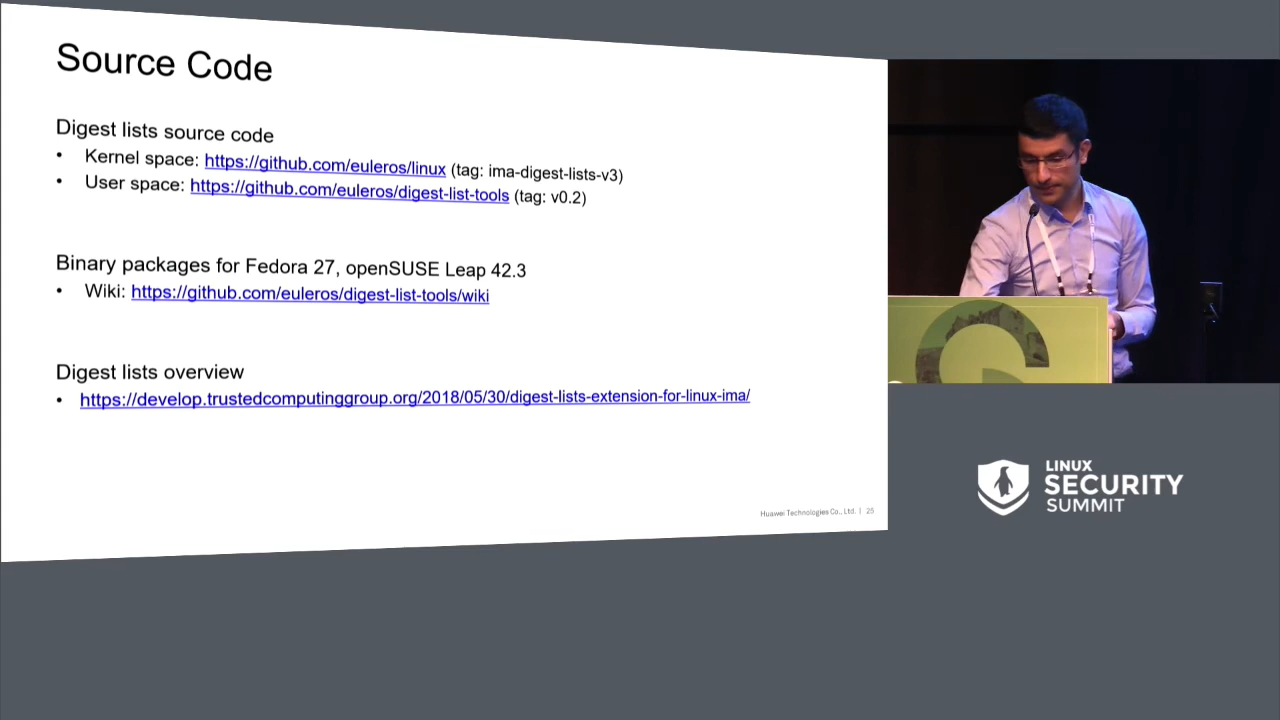 Source Code
Digest lists source code
• Kernel space: https://github.com/euleros/linux (tag: ima-digest-lists-v3)
• User space: https://github.com/euleros/digest-list-tools (tag: v0.2)
Binary packages for Fedora 27, openSUSE Leap 42.3
• Wiki: https://github.com/euleros/digest-list-tools/wiki
Digest lists overview
• https://develop.trustedcomputinggroup.org/2018/05/30/digest-lists-extension-for-linux-ima/
Huawei Technologies Co., Ltd. | 25
LINUX
SECURITY
SUMMIT